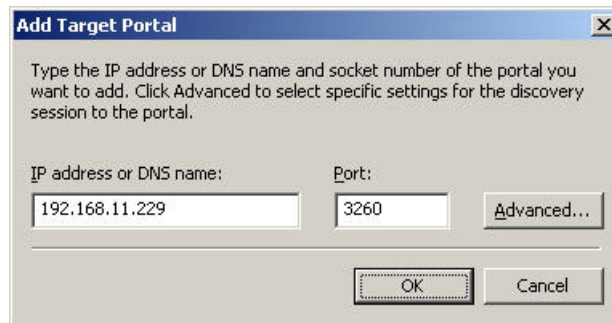 Add Target Portal
Type the IP address or DNS name and socket number of the portal you
want to add. Click Advanced to select specific settings for the discovery
session to the portal.
IP address or DNS name: Port:
192.168.11.229 3260 Advanced...
OK Cancel